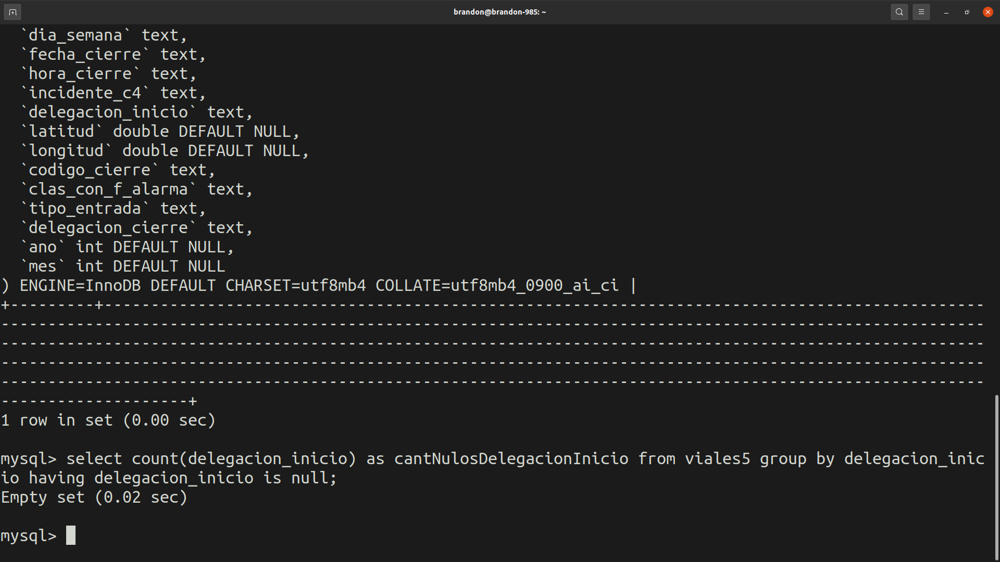 brandon@brandon-985: ~
`dia_semana` text,
`fecha_cierre` text,
`hora_cierre` text,
`incidente_c4` text,
`delegacion_inicio` text,
`latitud` double DEFAULT NULL,
`longitud` double DEFAULT NULL,
`codigo_cierre` text,
`clas_con_f_alarma` text,
`tipo_entrada` text,
`delegacion_cierre` text,
`ano` int DEFAULT NULL,
`mes` int DEFAULT NULL
) ENGINE=InnoDB DEFAULT CHARSET=utf8mb4 COLLATE=utf8mb4_0900_ai_ci |
+---------+----------------------------------------------------------------------------------------------
---------------------------------------------------------------------------------------------------------
---------------------------------------------------------------------------------------------------------
---------------------------------------------------------------------------------------------------------
---------------------------------------------------------------------------------------------------------
--------------------+
1 row in set (0.00 sec)
mysql> select count(delegacion_inicio) as cantNulosDelegacionInicio from viales5 group by delegacion_inic
io having delegacion_inicio is null;
Empty set (0.02 sec)
mysql>